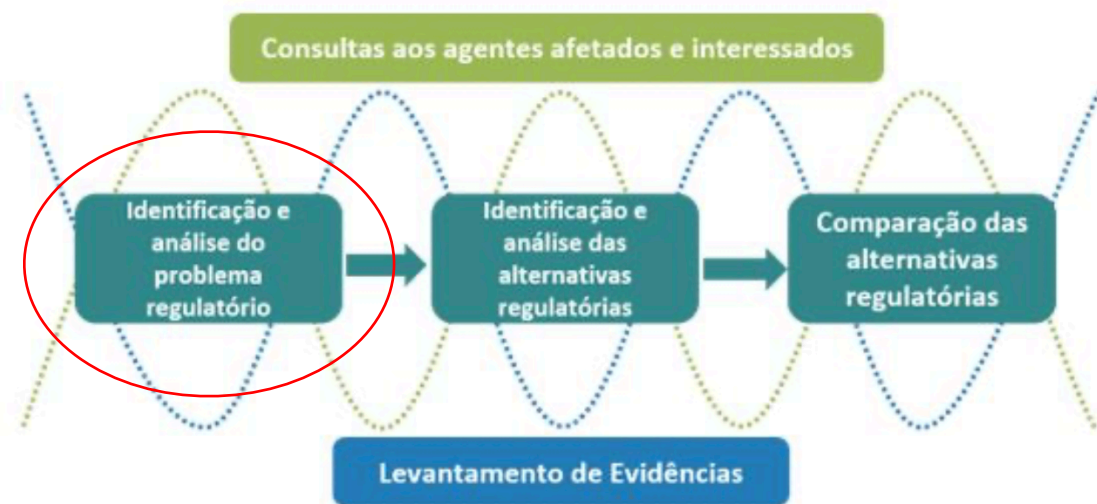 Consultas aos agentes afetados e interessados
Identificação e
análise do
problema
regulatório
Identificação e
análise das
alternativas
regulatórias
Comparação das
alternativas
regulatórias
Levantamento de Evidências